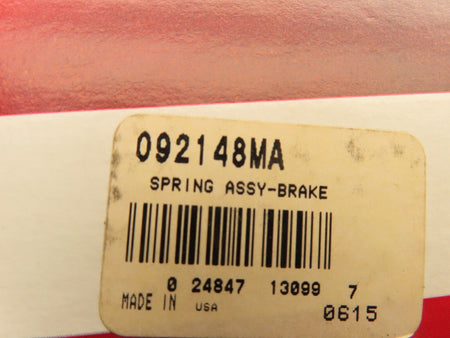 092148MA
SPRING ASSY-BRAKE
0 24847 13099 7
MADE IN USA
0615